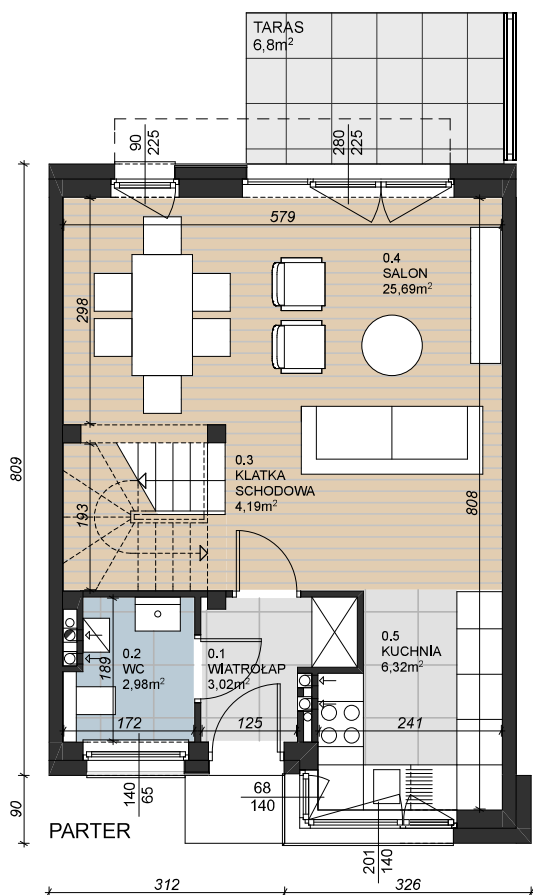 TARAS
6,8m²
90
225
280
225
579
0.4
SALON
25,69m²
298
809
0.3
KLATKA
SCHODOWA
4,19m²
193
808
0.2
WC
2,98m²
189
0.1
WIATROŁAP
3,02m²
0.5
KUCHNIA
6,32m²
172
125
241
140
65
68
140
90
PARTER
201
140
312
326